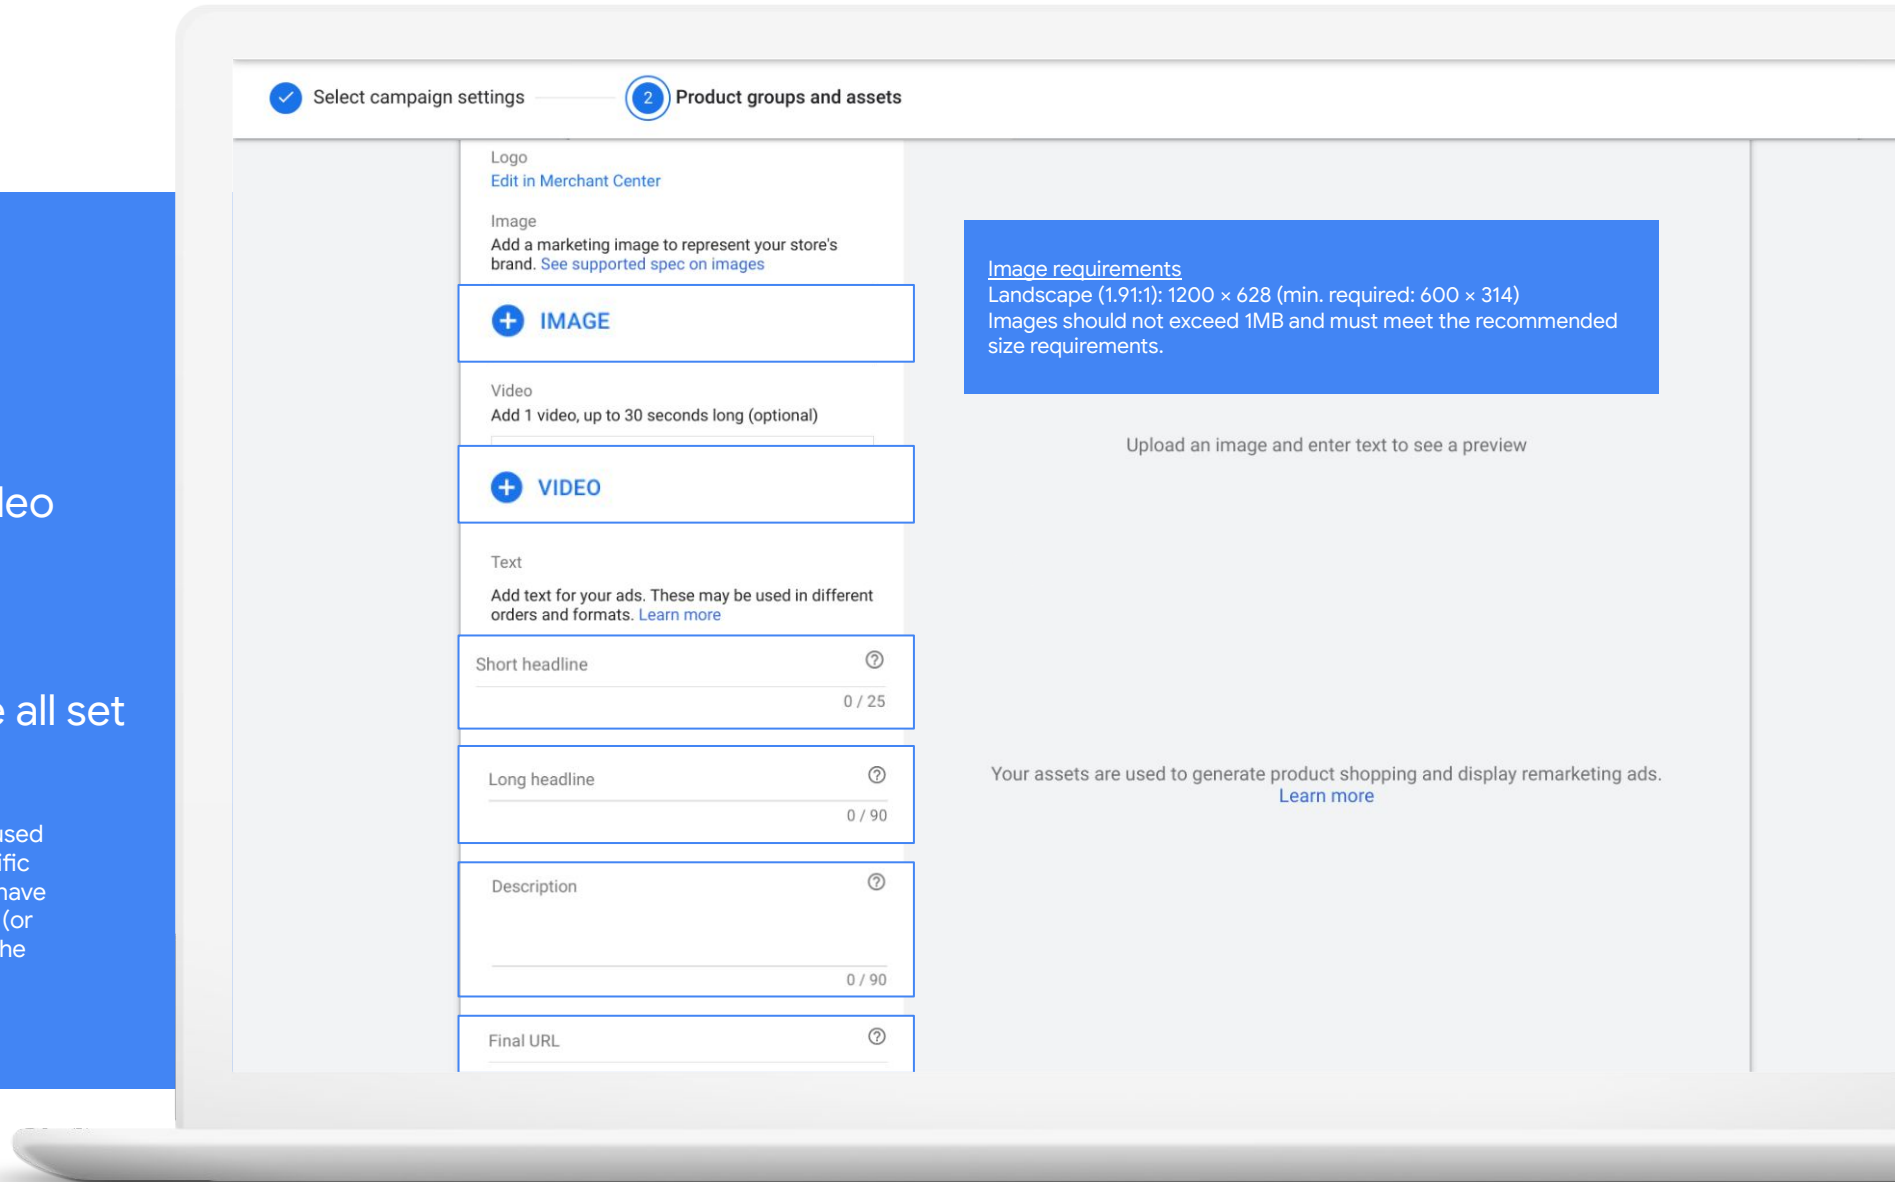 Select campaign settings
2
Product groups and assets
Logo
Edit in Merchant Center
Image
Add a marketing image to represent your store's
brand. See supported spec on images
IMAGE
Video
Add 1 video, up to 30 seconds long (optional)
VIDEO
Text
Add text for your ads. These may be used in different
orders and formats. Learn more
Short headline
0 / 25
Long headline
0 / 90
Description
0 / 90
Final URL
Image requirements
Landscape (1.91:1): 1200 × 628 (min. required: 600 × 314)
Images should not exceed 1MB and must meet the recommended
size requirements.
Upload an image and enter text to see a preview
Your assets are used to generate product shopping and display remarketing ads.
Learn more
all set
(or